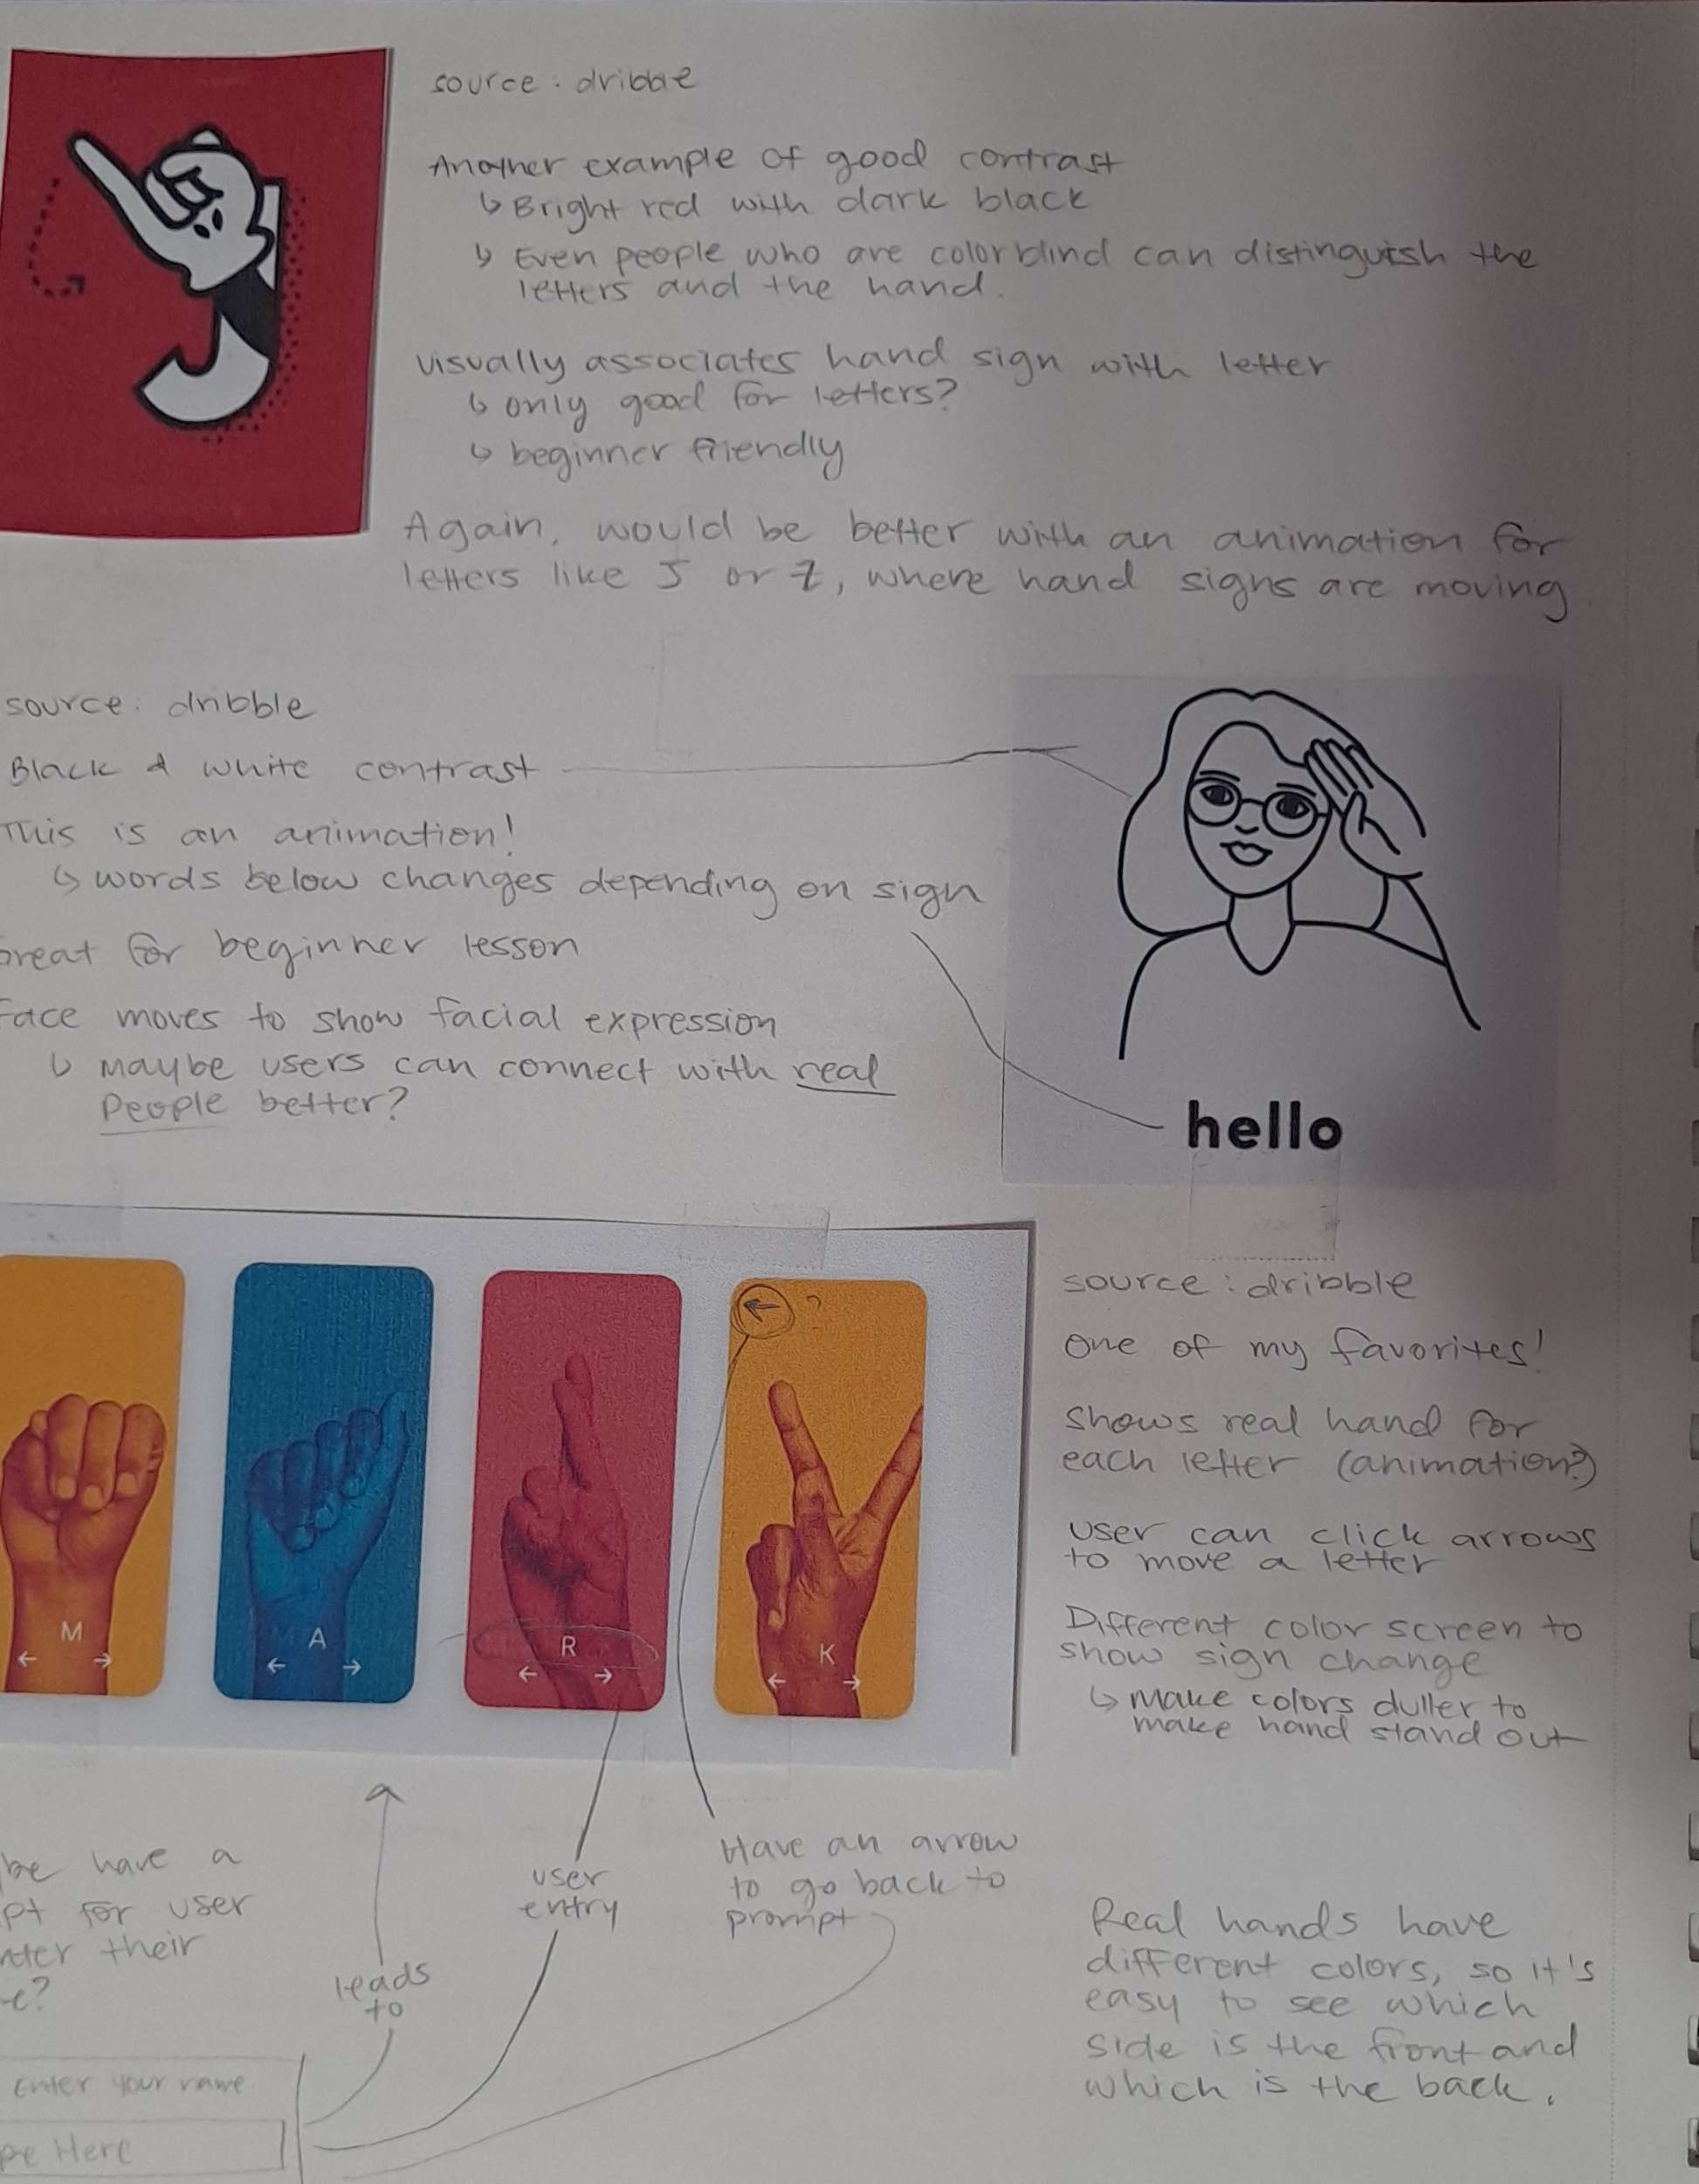 source: dribble
Another example of good contrast
↳ Bright red with dark black
↳ Even people who are colorblind can distinguish the
letters and the hand.
visually associates hand sign with letter
↳ only good for letters?
↳ beginner friendly
Again, would be better with an animation for
letters like J or Z, where hand signs are moving
source: dribble
Black & white contrast
This is an animation!
↳ words below changes depending on sign
Great for beginner lesson
Face moves to show facial expression
↳ maybe users can connect with real
people better?
hello
M
← →
A
← →
R
← →
← ?
K
← →
source: dribble
One of my favorites!
Shows real hand for
each letter (animation?)
user can click arrows
to move a letter
Different color screen to
show sign change
↳ make colors duller to
make hand stand out
be have a
pt for user
nter their
e?
leads
to
user
entry
Have an arrow
to go back to
prompt
Real hands have
different colors, so it's
easy to see which
side is the front and
which is the back.
Enter your name
pe Here